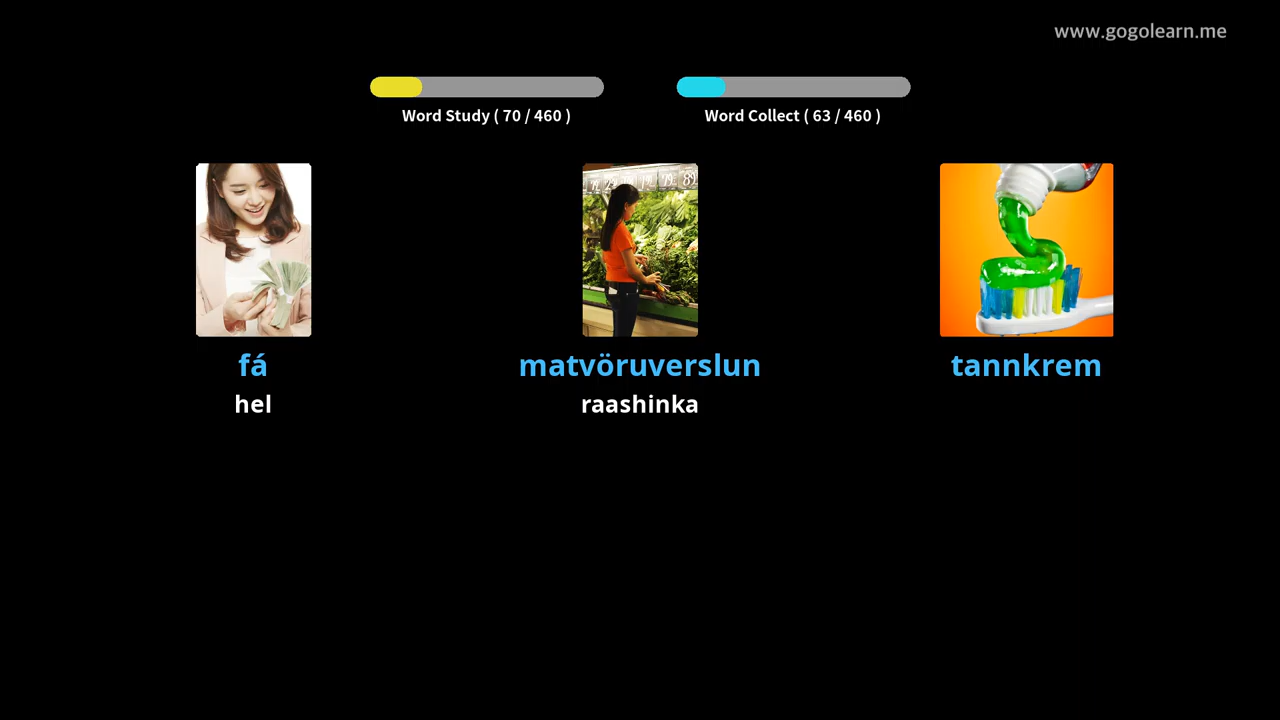 www.gogolearn.me
Word Study ( 70 / 460 )
Word Collect ( 63 / 460 )
fá
matvöruverslun
tannkrem
hel
raashinka